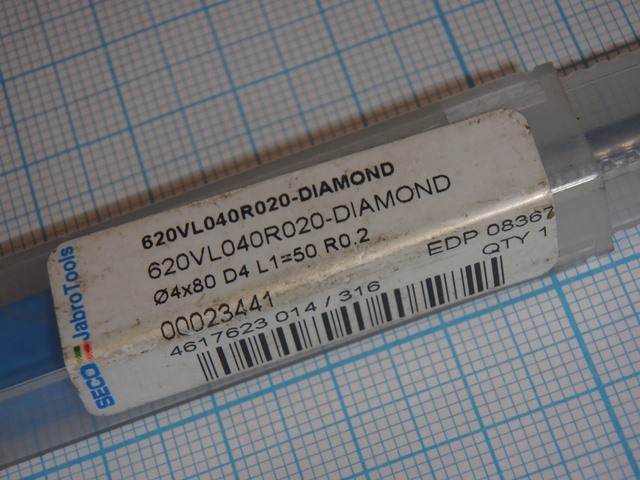 620VL040R020-DIAMOND
620VL040R020-DIAMOND
Ø4x80 D4 L1=50 R0.2
EDP 08367
00023441
QTY 1
4617623 014 / 316
SECO JabroTools